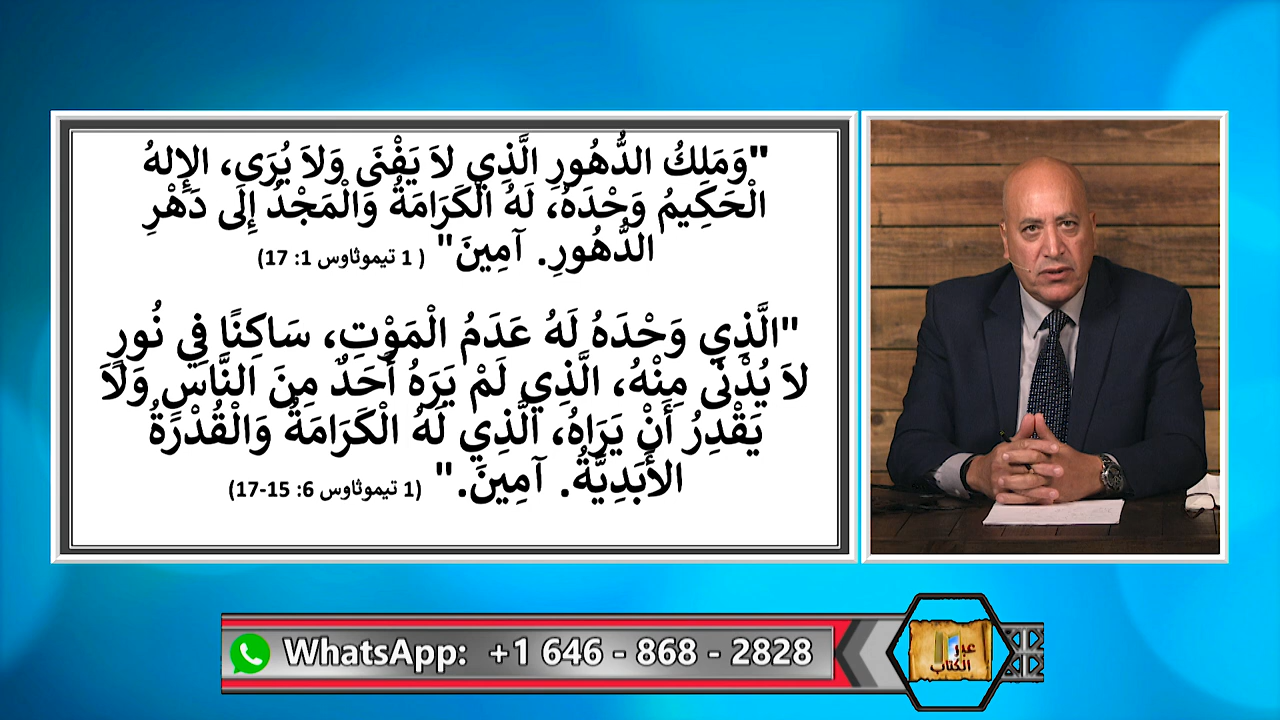 "وَمَلِكُ الدُّهُورِ الَّذِي لاَ يَفْنَى وَلاَ يُرَى، الإِلهُ
الْحَكِيمُ وَحْدَهُ، لَهُ الْكَرَامَةُ وَالْمَجْدُ إِلَى دَهْرِ
الدُّهُورِ. آمِينَ" ( 1 تيموثاوس 1: 17)
"الَّذِي وَحْدَهُ لَهُ عَدَمُ الْمَوْتِ، سَاكِنًا فِي نُورٍ
لاَ يُدْنَى مِنْهُ، الَّذِي لَمْ يَرَهُ أَحَدٌ مِنَ النَّاسِ وَلاَ
يَقْدِرُ أَنْ يَرَاهُ، الَّذِي لَهُ الْكَرَامَةُ وَالْقُدْرَةُ
الأَبَدِيَّةُ. آمِينَ." (1 تيموثاوس 6: 15-17)
WhatsApp: +1 646 - 868 - 2828
عبر
الكتاب